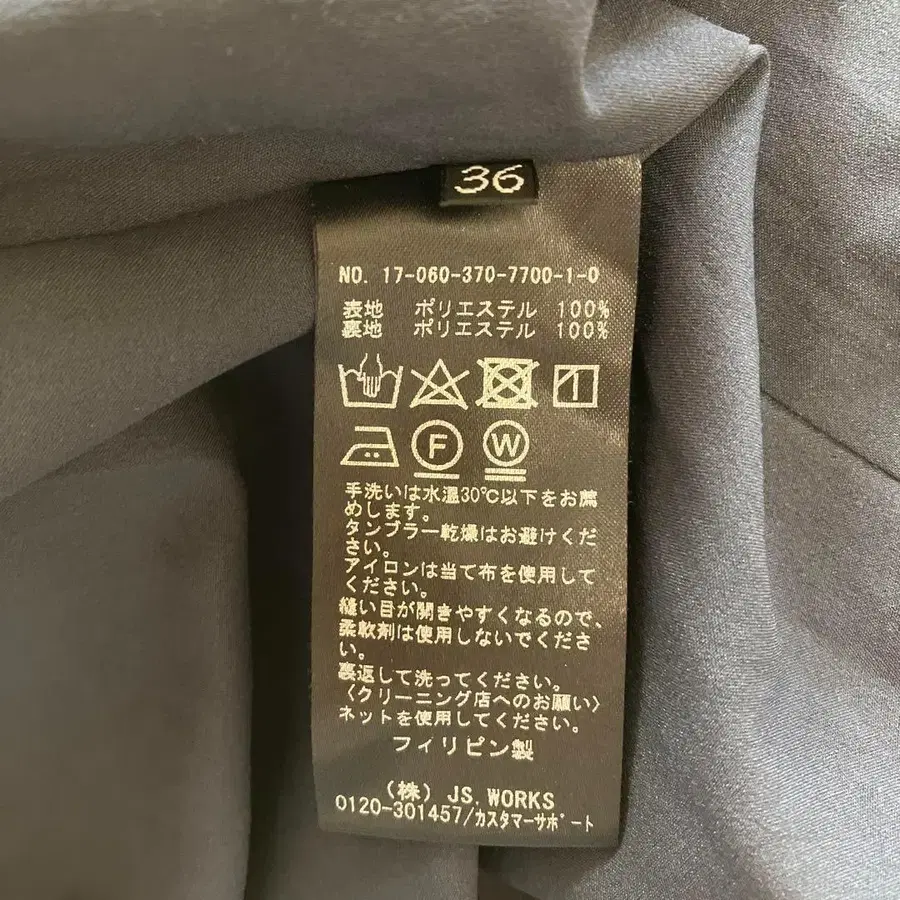 36
NO. 17-060-370-7700-1-0
表地 ポリエステル 100%
裏地 ポリエステル 100%
F W
手洗いは水温30℃以下をお薦
めします。
タンブラー乾燥はお避けくだ
さい。
アイロンは当て布を使用して
ください。
縫い目が開きやすくなるので、
柔軟剤は使用しないでくださ
い。
裏返して洗ってください。
〈クリーニング店へのお願い〉
ネットを使用してください。
フィリピン製
（株）JS.WORKS
0120-301457/カスタマーサポート